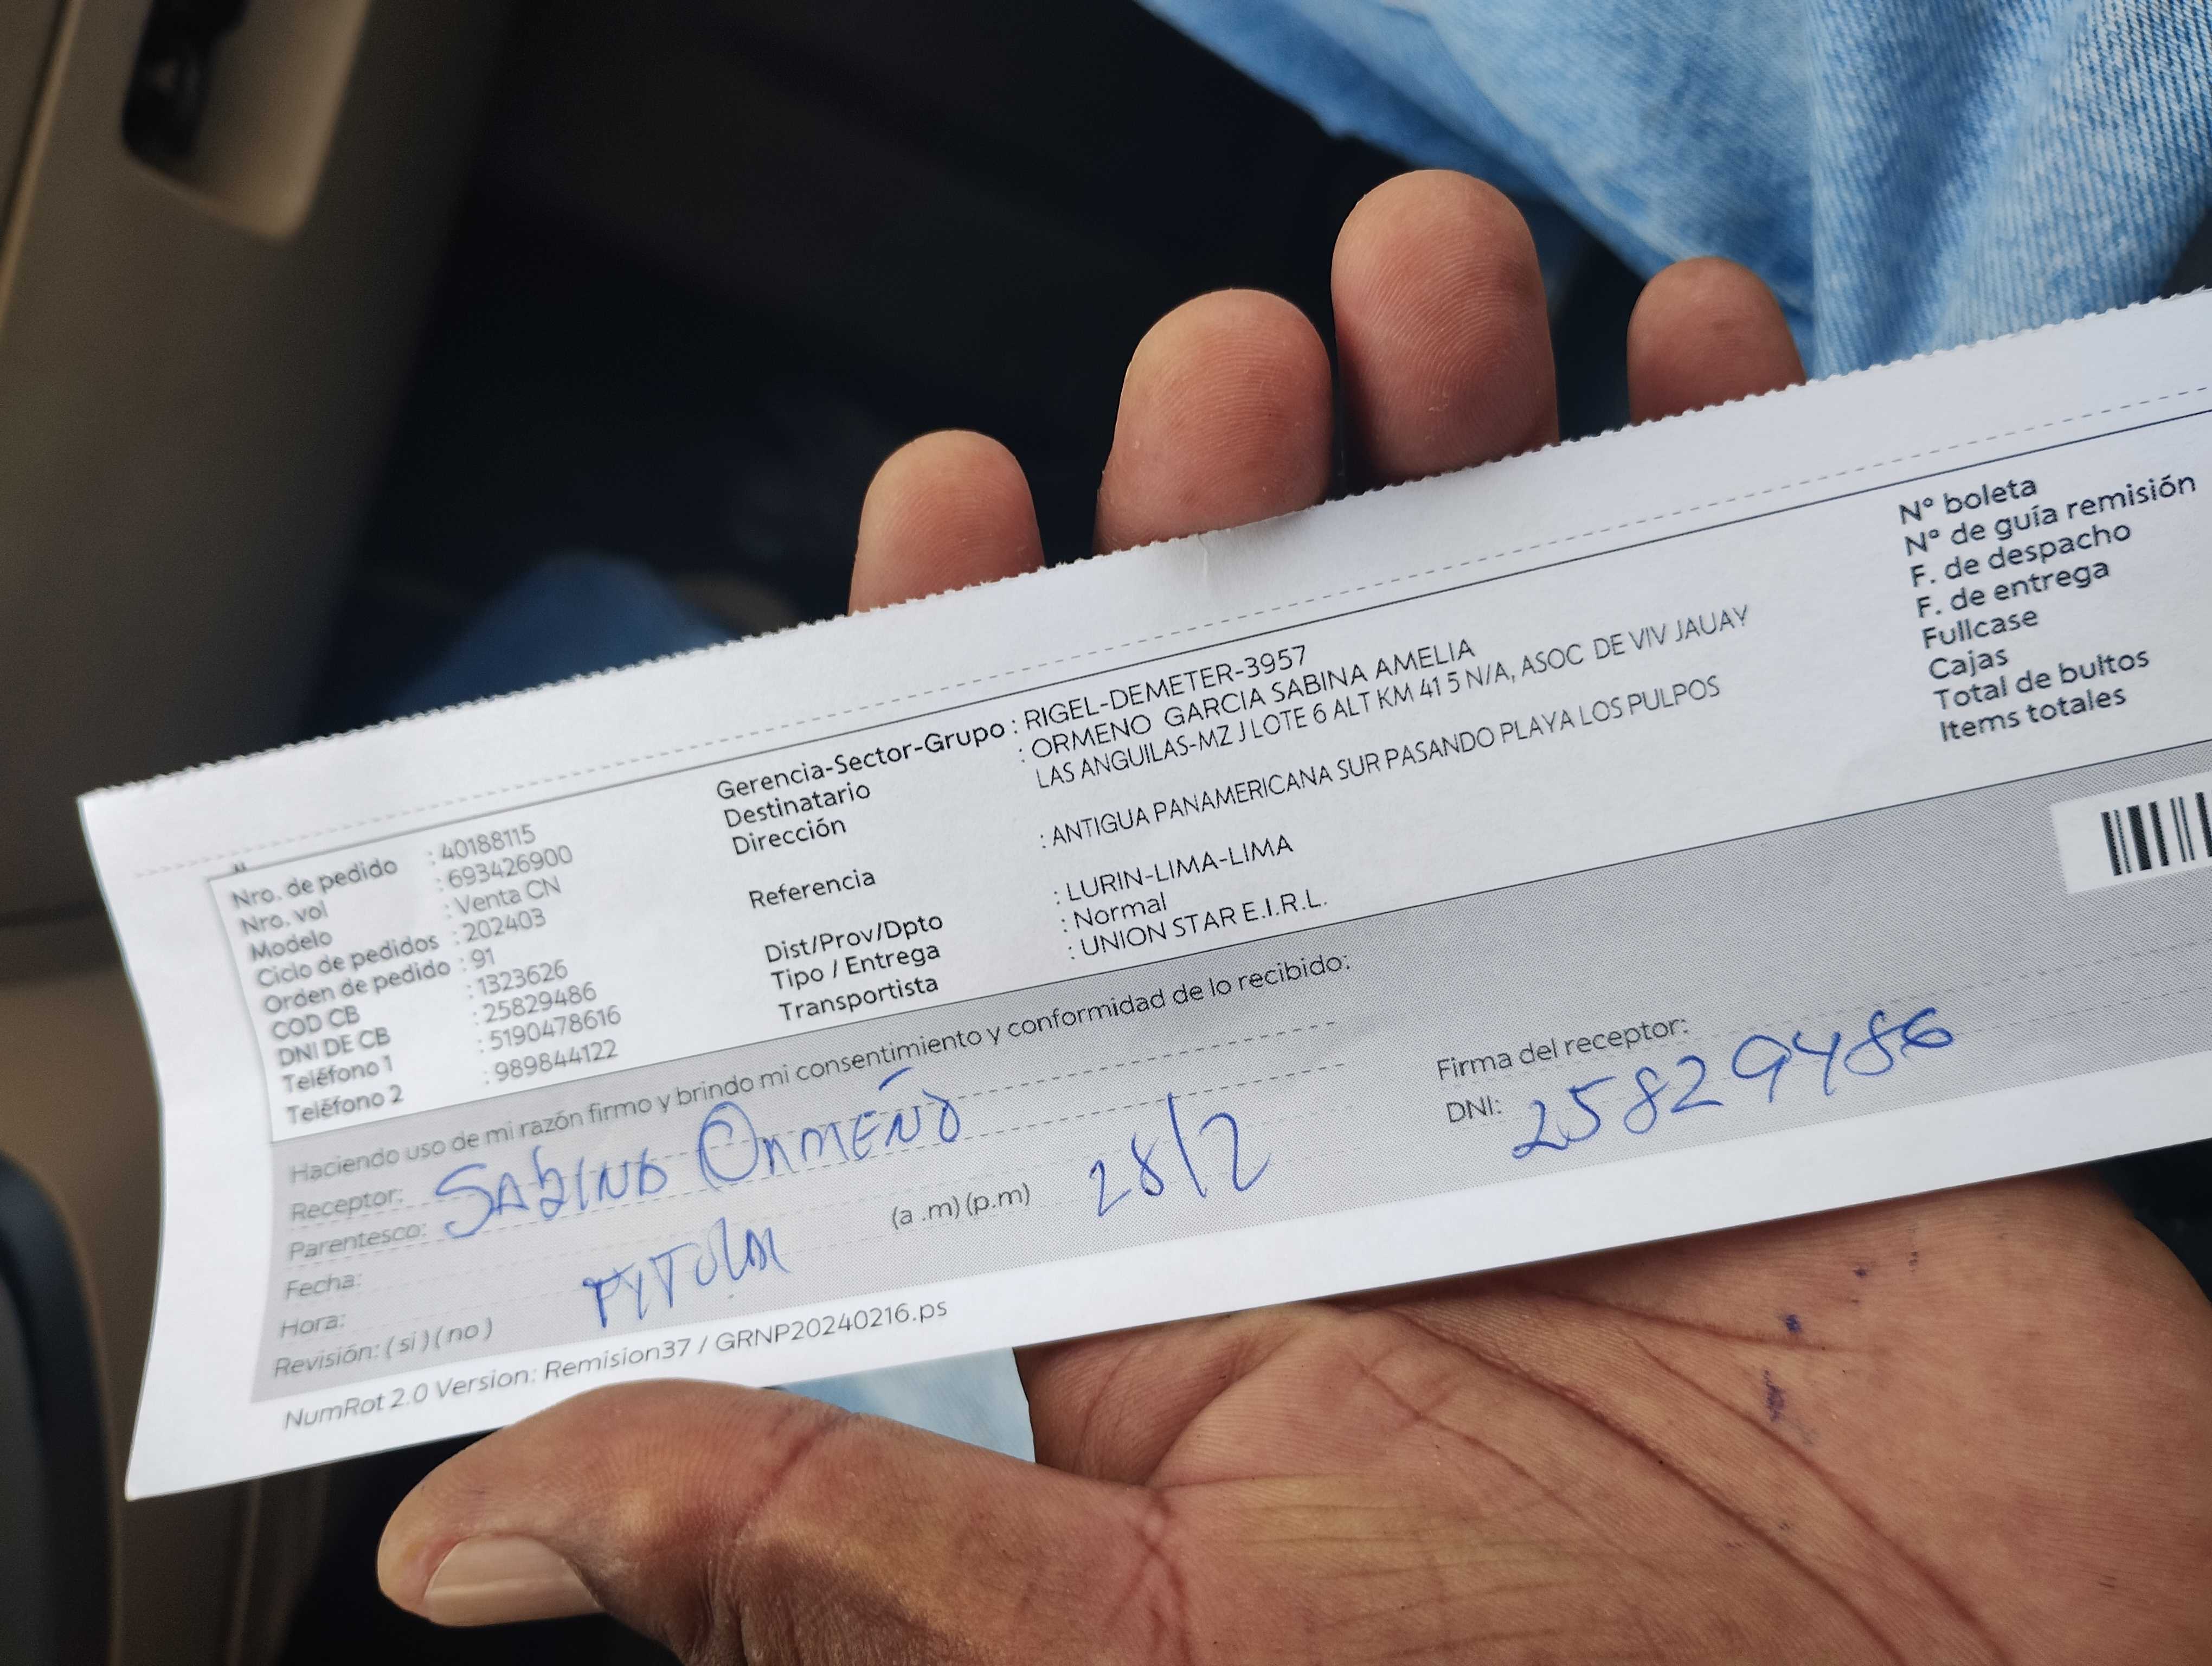 Nro. de pedido : 40188115
Nro. vol : 693426900
Modelo : Venta CN
Ciclo de pedidos : 202403
Orden de pedido : 91
COD CB : 1323626
DNI DE CB : 25829486
Teléfono 1 : 5190478616
Teléfono 2 : 989844122
Gerencia-Sector-Grupo : RIGEL-DEMETER-3957
Destinatario : ORMENO GARCIA SABINA AMELIA
Dirección LAS ANGUILAS-MZ J LOTE 6 ALT KM 41 5 N/A, ASOC DE VIV JAUAY
Referencia : ANTIGUA PANAMERICANA SUR PASANDO PLAYA LOS PULPOS
Dist/Prov/Dpto : LURIN-LIMA-LIMA
Tipo / Entrega : Normal
Transportista : UNION STAR E.I.R.L.
N° boleta
N° de guía remisión
F. de despacho
F. de entrega
Fullcase
Cajas
Total de bultos
Items totales
Haciendo uso de mi razón firmo y brindo mi consentimiento y conformidad de lo recibido:
Receptor: SABINO ORMEÑO
Parentesco:
Fecha: 28/2
Hora: (a .m) (p.m)
Revisión: ( si ) ( no )
Firma del receptor:
DNI: 25829486
NumRot 2.0 Version: Remision37 / GRNP20240216.ps